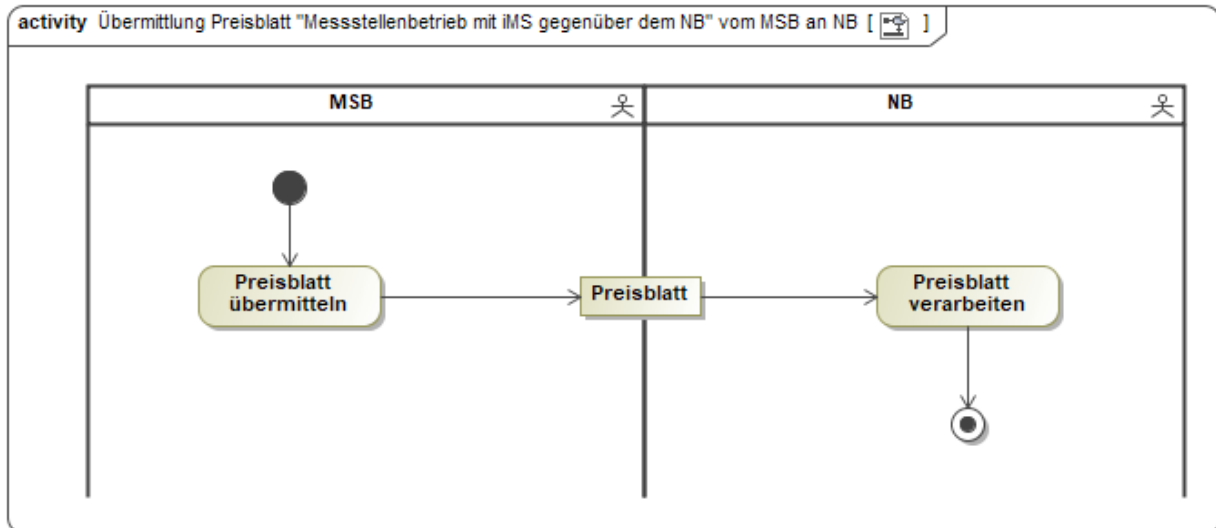 activity Übermittlung Preisblatt "Messstellenbetrieb mit iMS gegenüber dem NB" vom MSB an NB [ ]
MSB
NB
Preisblatt
übermitteln
Preisblatt
Preisblatt
verarbeiten